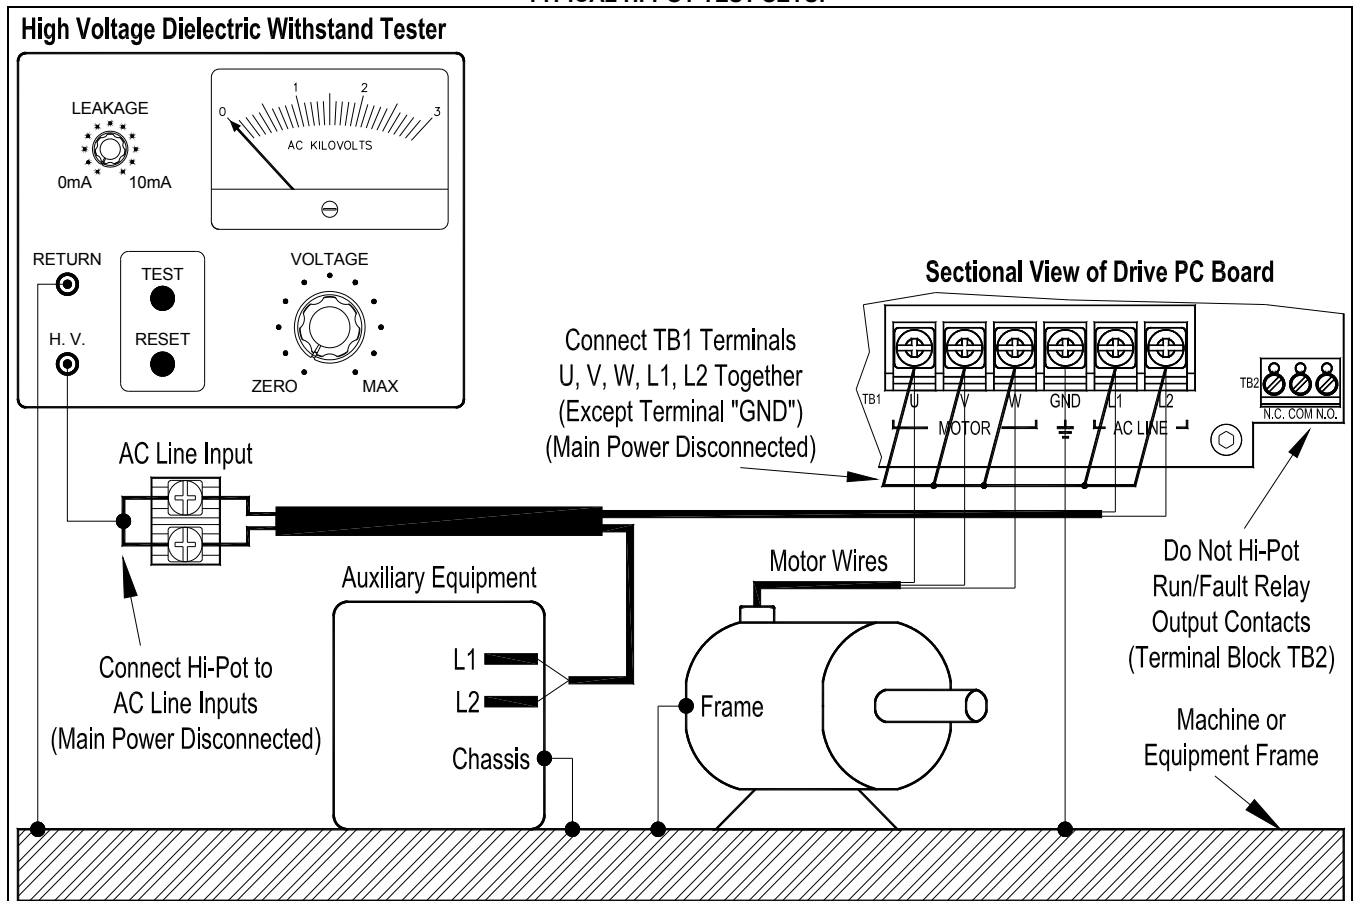 High Voltage Dielectric Withstand Tester
LEAKAGE
0mA 10mA
0 1 2 3
AC KILOVOLTS
RETURN
H. V.
TEST
RESET
VOLTAGE
ZERO MAX
Sectional View of Drive PC Board
Connect TB1 Terminals
U, V, W, L1, L2 Together
(Except Terminal "GND")
(Main Power Disconnected)
TB1 U V W GND L1 L2
MOTOR AC LINE
TB2
N.C. COM N.O.
AC Line Input
Connect Hi-Pot to
AC Line Inputs
(Main Power Disconnected)
Auxiliary Equipment
L1
L2
Chassis
Motor Wires
Frame
Do Not Hi-Pot
Run/Fault Relay
Output Contacts
(Terminal Block TB2)
Machine or
Equipment Frame